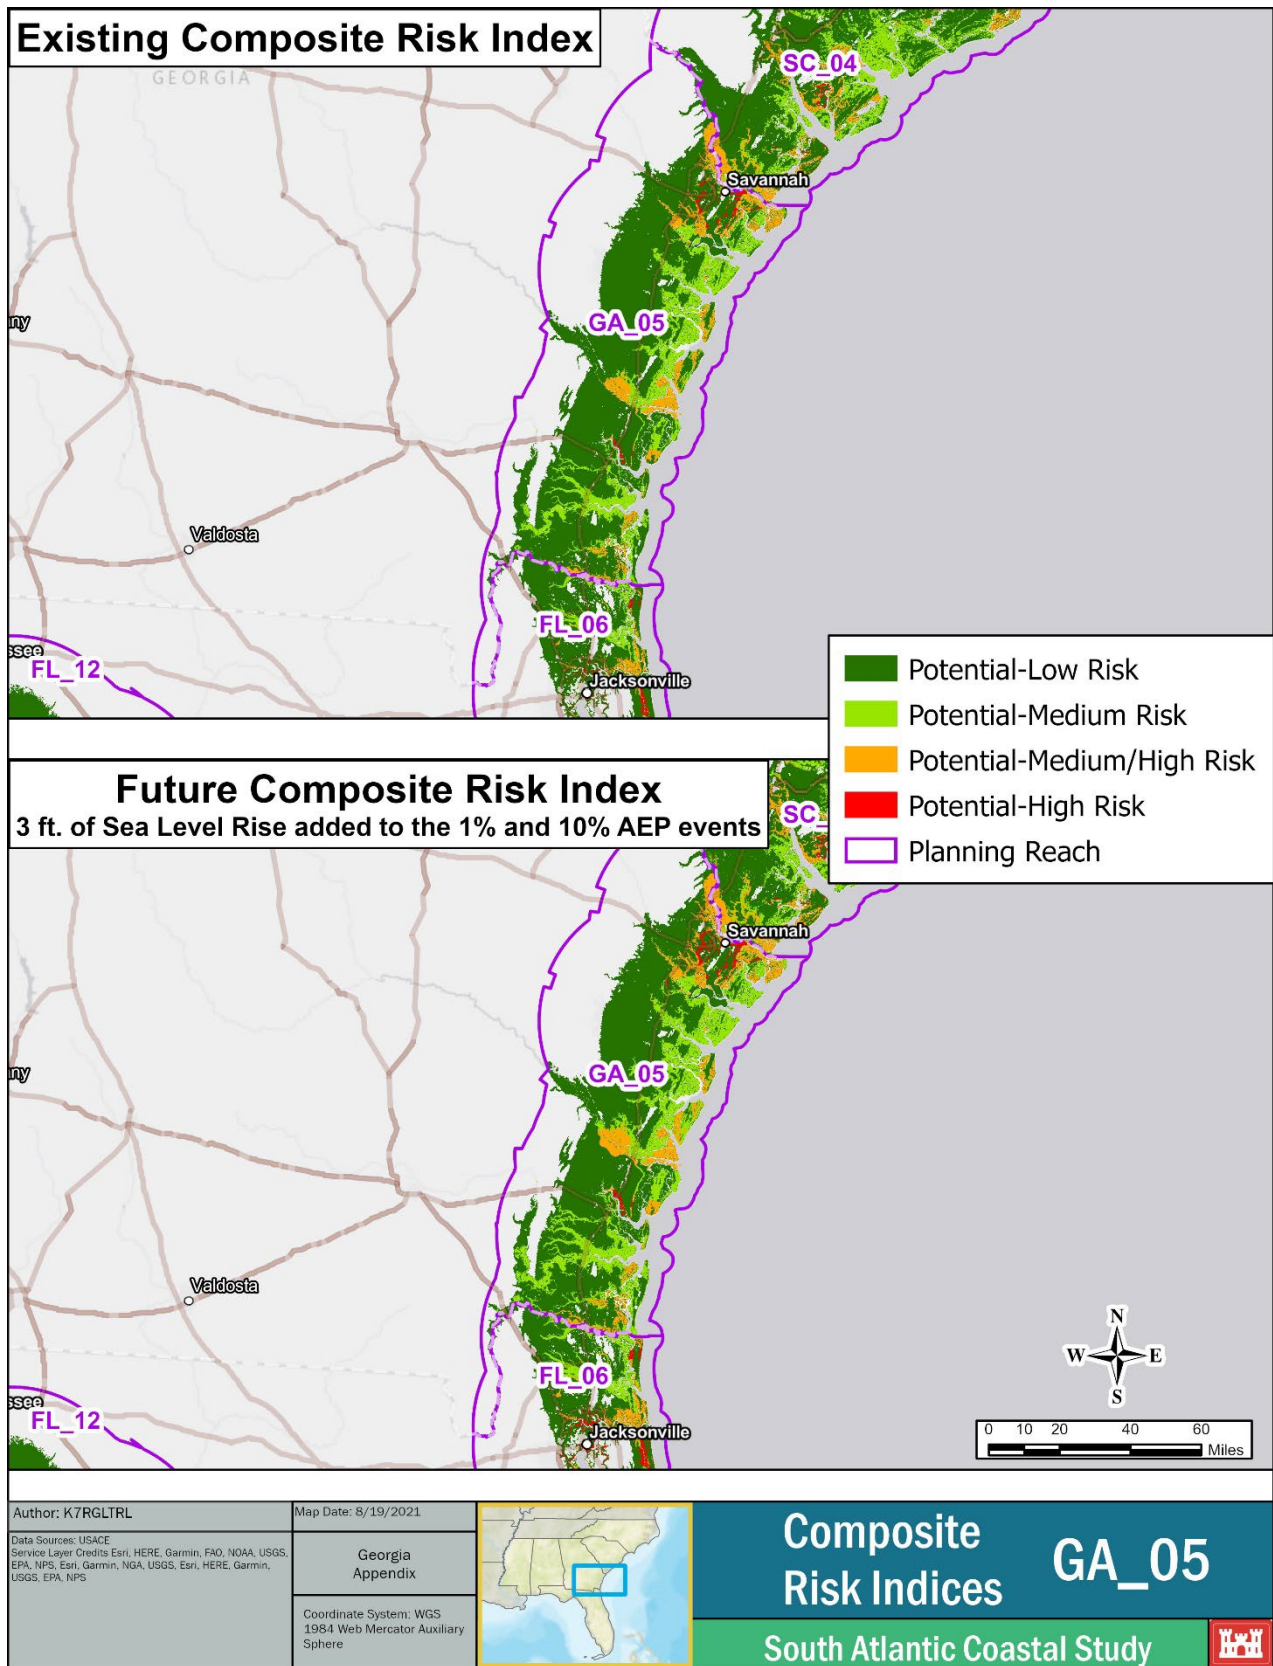 Existing Composite Risk Index
GEORGIA
SC_04
Savannah
ny
GA_05
Valdosta
FL_06
ssee
FL_12
Jacksonville
Potential-Low Risk
Potential-Medium Risk
Potential-Medium/High Risk
Potential-High Risk
Planning Reach
Future Composite Risk Index
3 ft. of Sea Level Rise added to the 1% and 10% AEP events
SC_
Savannah
ny
GA_05
Valdosta
FL_06
ssee
FL_12
Jacksonville
N
W E
S
0 10 20 40 60
Miles
Author: K7RGLTRL
Data Sources: USACE
Service Layer Credits Esri, HERE, Garmin, FAO, NOAA, USGS,
EPA, NPS, Esri, Garmin, NGA, USGS, Esri, HERE, Garmin,
USGS, EPA, NPS
Map Date: 8/19/2021
Georgia
Appendix
Coordinate System: WGS
1984 Web Mercator Auxiliary
Sphere
Composite
Risk Indices
GA_05
South Atlantic Coastal Study